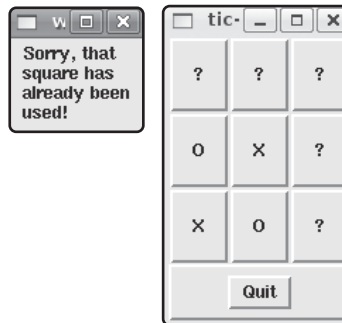 w
Sorry, that
square has
already been
used!
tic-
? ? ?
O X ?
X O ?
Quit